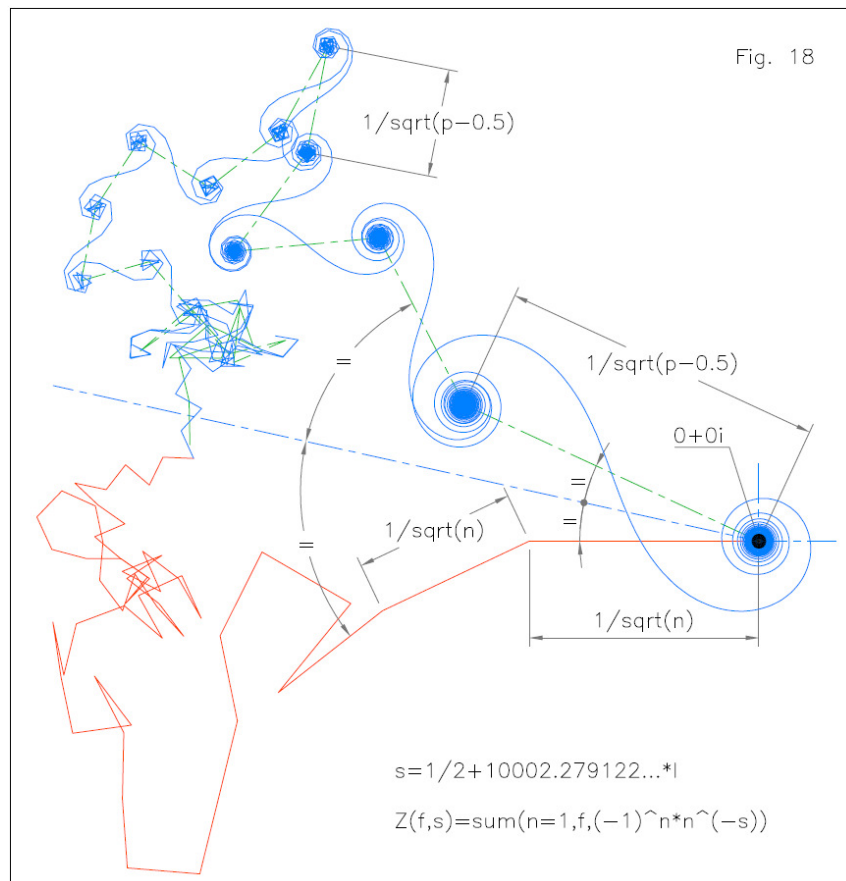 Fig. 18
1/sqrt(p-0.5)
=
1/sqrt(p-0.5)
0+0i
=
=
1/sqrt(n)
=
1/sqrt(n)
s=1/2+10002.279122...*I
Z(f,s)=sum(n=1,f,(-1)^n*n^(-s))